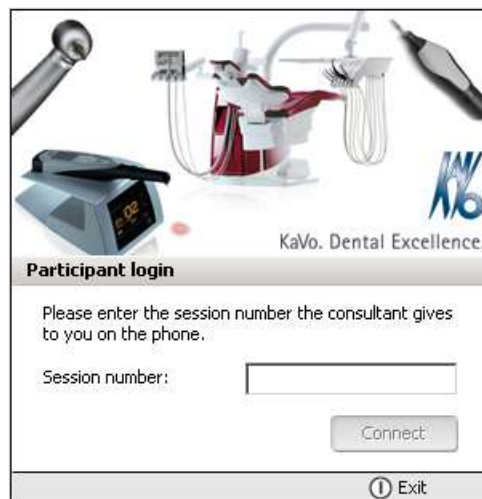 KaVo
KaVo. Dental Excellence.
Participant login
Please enter the session number the consultant gives
to you on the phone.
Session number:
Connect
Exit